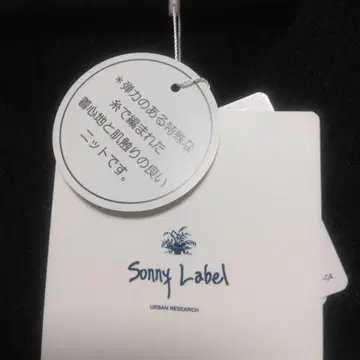 *弾力のある特殊な
糸で編まれた
着心地と肌触りの良い
ニットです。
Sonny Label
URBAN RESEARCH